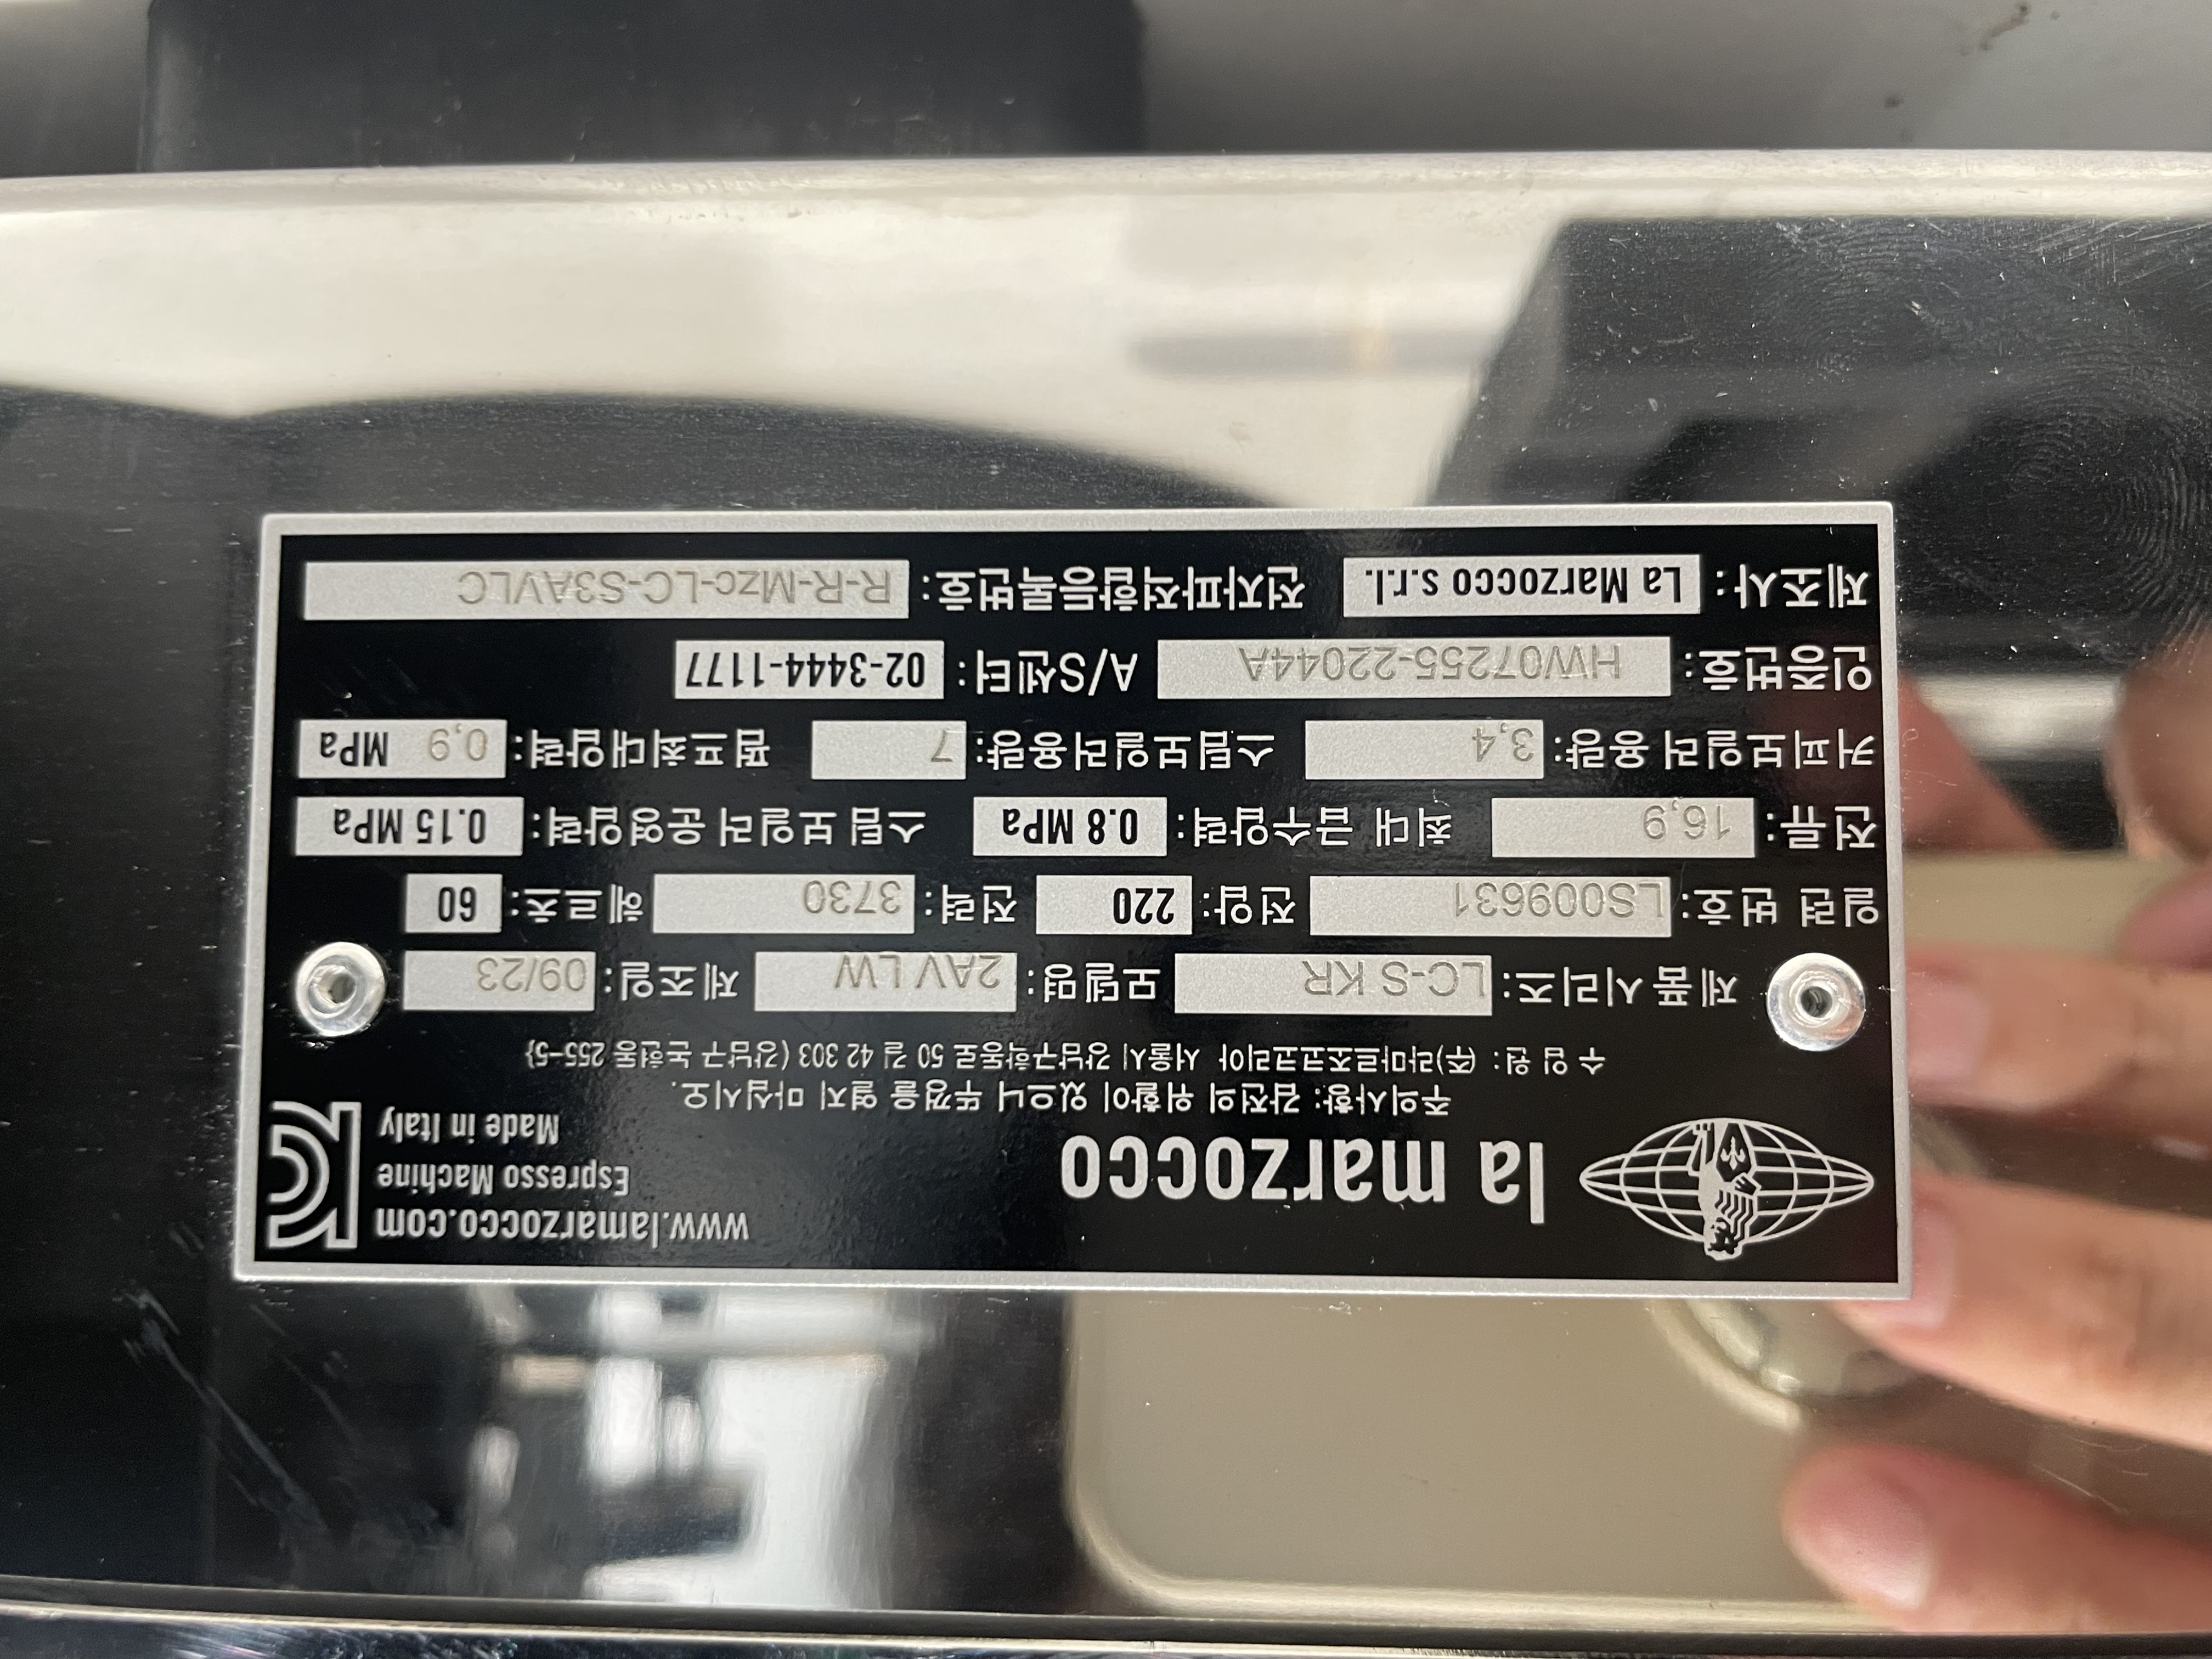 la marzocco
www.lamarzocco.com
Espresso Machine
Made in Italy
주의사항: 감전의 위험이 있으니 뚜껑을 열지 마십시오.
수 입 원: (주)라마르조코코리아 서울시 강남구학동로 50 길 42 303 (강남구 논현동 255-5)
제품시리즈: LC-S KR 모델명: 2AV LW 제조일: 09/23
일련 번호: LS009631 전압: 220 전력: 3730 헤르츠: 60
전류: 16,9 최대 급수압력: 0.8 MPa 스팀 보일러 운영압력: 0.15 MPa
커피보일러 용량: 3,4 스팀보일러용량: 7 펌프최대압력: 0,9 MPa
인증번호: HW07255-22044A A/S센터: 02-3444-1177
제조사: La Marzocco s.r.l. 전자파적합등록번호: R-R-Mzc-LC-S3AVLC